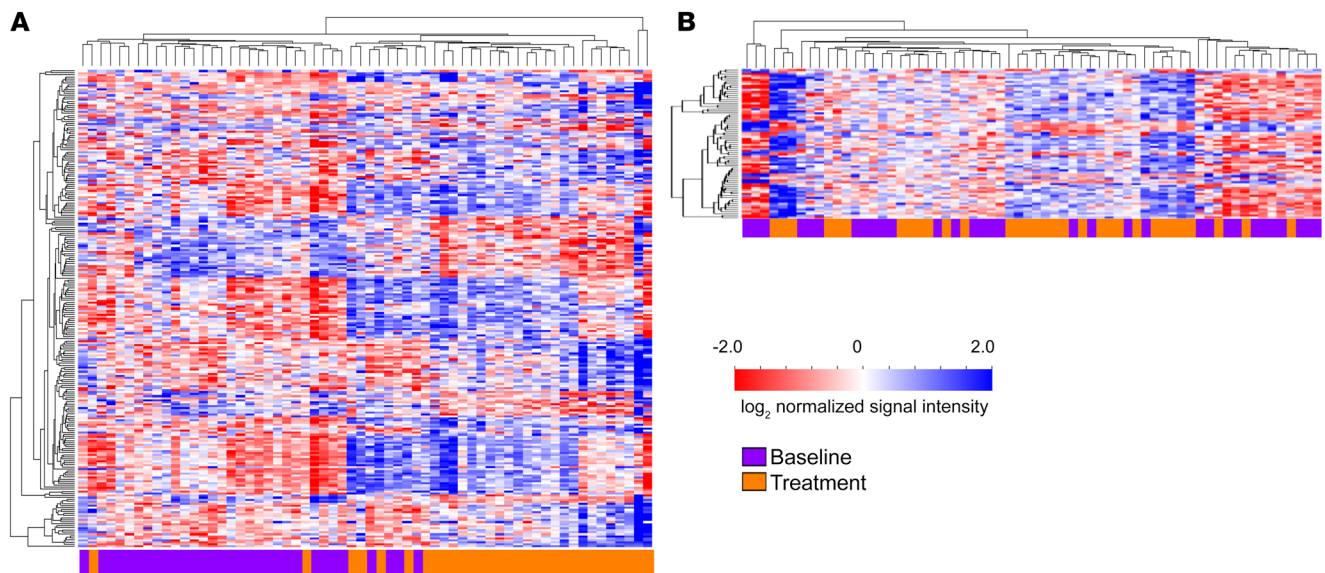 A
B
-2.0 0 2.0
log2 normalized signal intensity
Baseline
Treatment